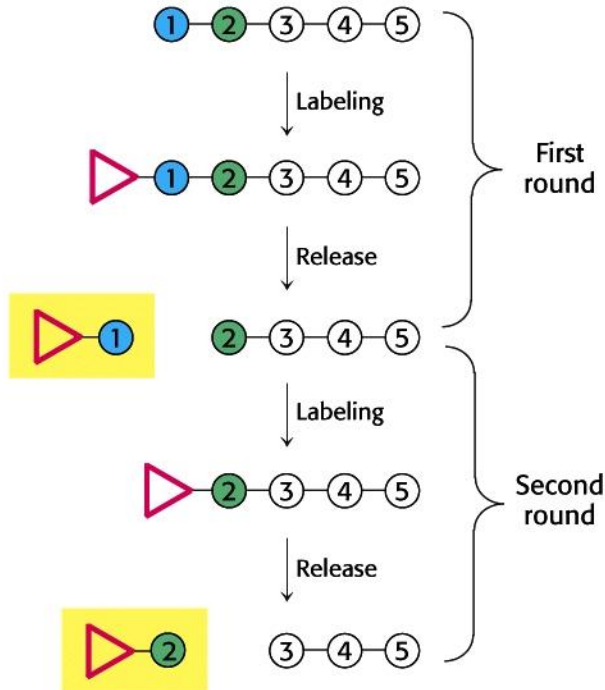 1 2 3 4 5
Labeling
1 2 3 4 5
First
round
Release
1 2 3 4 5
Labeling
2 3 4 5
Second
round
Release
2 3 4 5